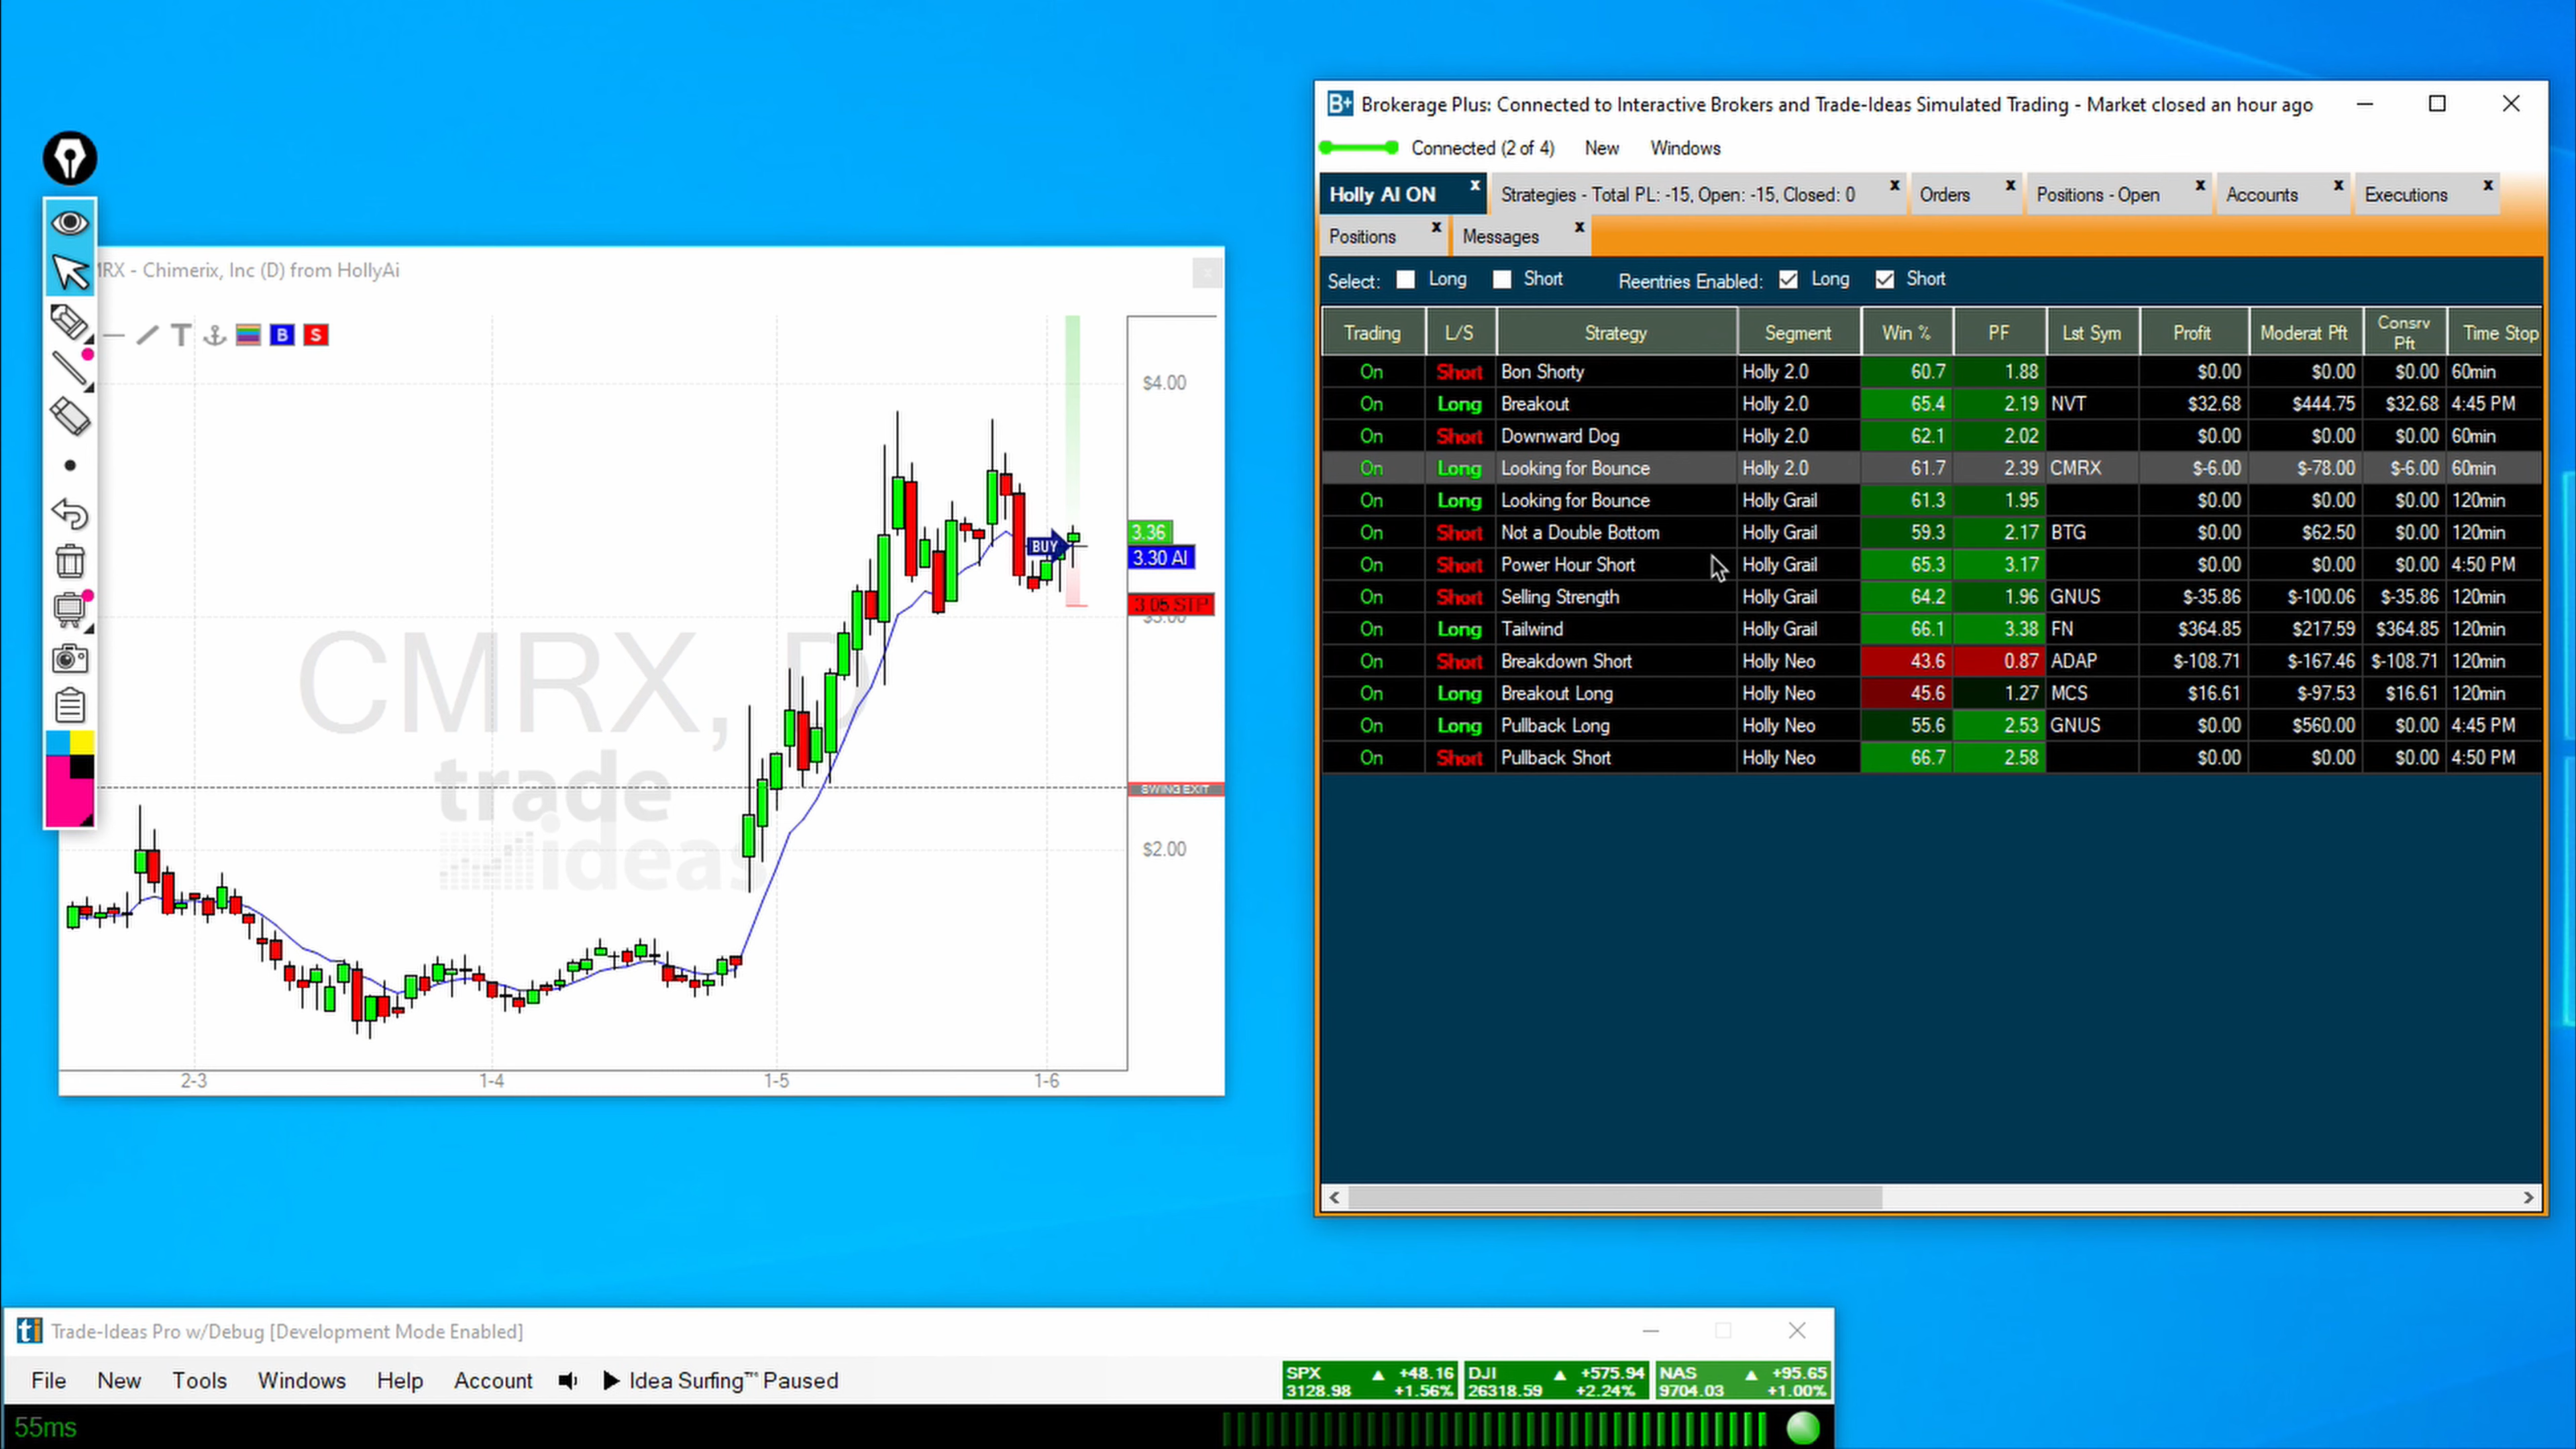 B+ Brokerage Plus: Connected to Interactive Brokers and Trade-Ideas Simulated Trading - Market closed an hour ago
Connected (2 of 4) New Windows
Holly AI ON x Strategies - Total PL: -15, Open: -15, Closed: 0 x Orders x Positions - Open x Accounts x Executions x
Positions x Messages x
Select: Long Short Reentries Enabled: Long Short
Trading L/S Strategy Segment Win % PF Lst Sym Profit Moderat Pft Consrv Pft Time Stop
On Short Bon Shorty Holly 2.0 60.7 1.88 $0.00 $0.00 $0.00 60min
On Long Breakout Holly 2.0 65.4 2.19 NVT $32.68 $444.75 $32.68 4:45 PM
On Short Downward Dog Holly 2.0 62.1 2.02 $0.00 $0.00 $0.00 60min
On Long Looking for Bounce Holly 2.0 61.7 2.39 CMRX $-6.00 $-78.00 $-6.00 60min
On Long Looking for Bounce Holly Grail 61.3 1.95 $0.00 $0.00 $0.00 120min
On Short Not a Double Bottom Holly Grail 59.3 2.17 BTG $0.00 $62.50 $0.00 120min
On Short Power Hour Short Holly Grail 65.3 3.17 $0.00 $0.00 $0.00 4:50 PM
On Short Selling Strength Holly Grail 64.2 1.96 GNUS $-35.86 $-100.06 $-35.86 120min
On Long Tailwind Holly Grail 66.1 3.38 FN $364.85 $217.59 $364.85 120min
On Short Breakdown Short Holly Neo 43.6 0.87 ADAP $-108.71 $-167.46 $-108.71 120min
On Long Breakout Long Holly Neo 45.6 1.27 MCS $16.61 $-97.53 $16.61 120min
On Long Pullback Long Holly Neo 55.6 2.53 GNUS $0.00 $560.00 $0.00 4:45 PM
On Short Pullback Short Holly Neo 66.7 2.58 $0.00 $0.00 $0.00 4:50 PM
RX - Chimerix, Inc (D) from HollyAi
T B S
$4.00
3.36
BUY
3.30 AI
3.05 STP
$3.00
CMRX, D
trade
ideas
SWING EXIT
$2.00
2-3 1-4 1-5 1-6
ti Trade-Ideas Pro w/Debug [Development Mode Enabled]
File New Tools Windows Help Account Idea Surfing™ Paused
SPX ▲ +48.16 DJI ▲ +575.94 NAS ▲ +95.65
3128.98 +1.56% 26318.59 +2.24% 9704.03 +1.00%
55ms